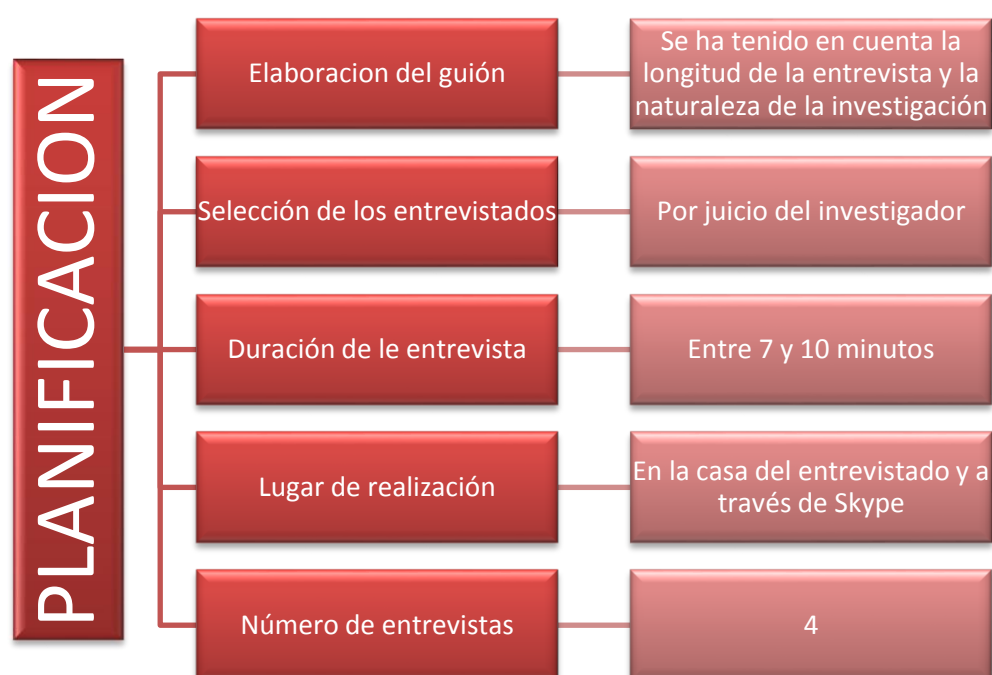 PLANIFICACION
Elaboracion del guión
Se ha tenido en cuenta la
longitud de la entrevista y la
naturaleza de la investigación
Selección de los entrevistados
Por juicio del investigador
Duración de le entrevista
Entre 7 y 10 minutos
Lugar de realización
En la casa del entrevistado y a
través de Skype
Número de entrevistas
4